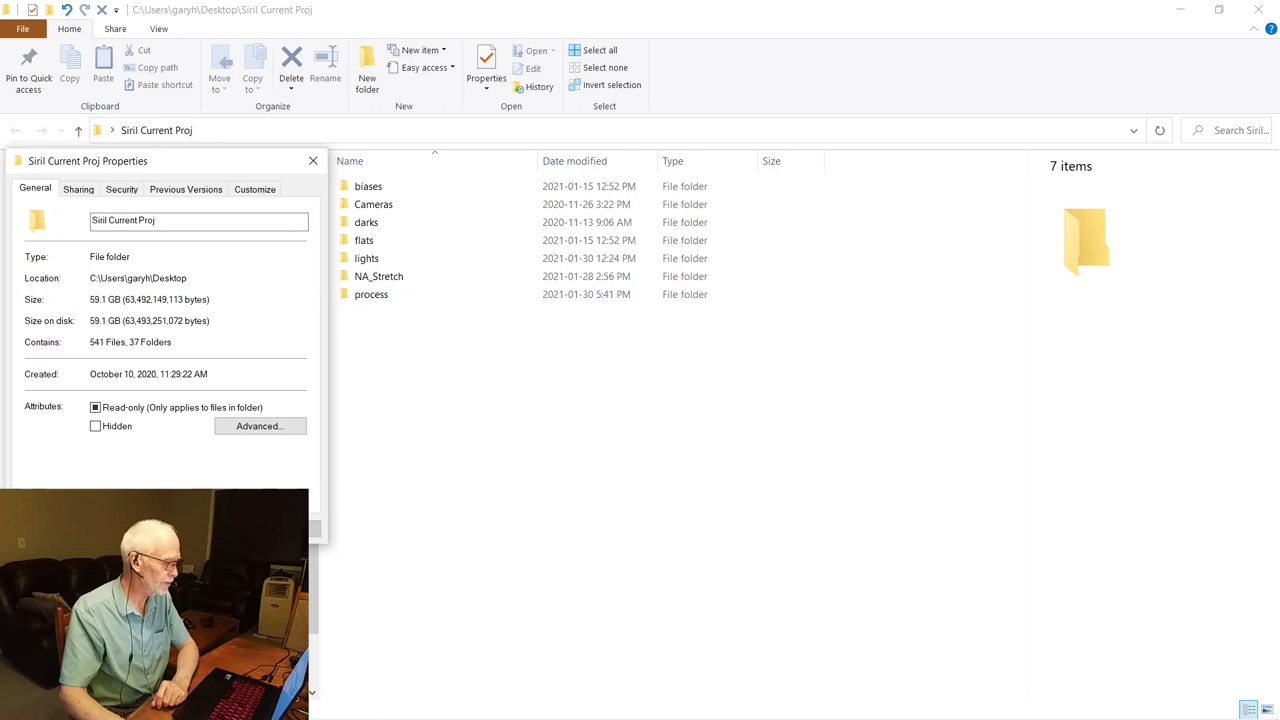 C:\Users\garyh\Desktop\Siril Current Proj
File Home Share View
Pin to Quick access
Copy
Paste
Cut
Copy path
Paste shortcut
Clipboard
Move to
Copy to
Delete
Rename
Organize
New folder
New item
Easy access
New
Properties
Open
Edit
History
Open
Select all
Select none
Invert selection
Select
Siril Current Proj
Search Siril...
Siril Current Proj Properties
General Sharing Security Previous Versions Customize
Siril Current Proj
Type: File folder
Location: C:\Users\garyh\Desktop
Size: 59.1 GB (63,492,149,113 bytes)
Size on disk: 59.1 GB (63,493,251,072 bytes)
Contains: 541 Files, 37 Folders
Created: October 10, 2020, 11:29:22 AM
Attributes: Read-only (Only applies to files in folder)
Hidden Advanced...
Name Date modified Type Size
biases 2021-01-15 12:52 PM File folder
Cameras 2020-11-26 3:22 PM File folder
darks 2020-11-13 9:06 AM File folder
flats 2021-01-15 12:52 PM File folder
lights 2021-01-30 12:24 PM File folder
NA_Stretch 2021-01-28 2:56 PM File folder
process 2021-01-30 5:41 PM File folder
7 items